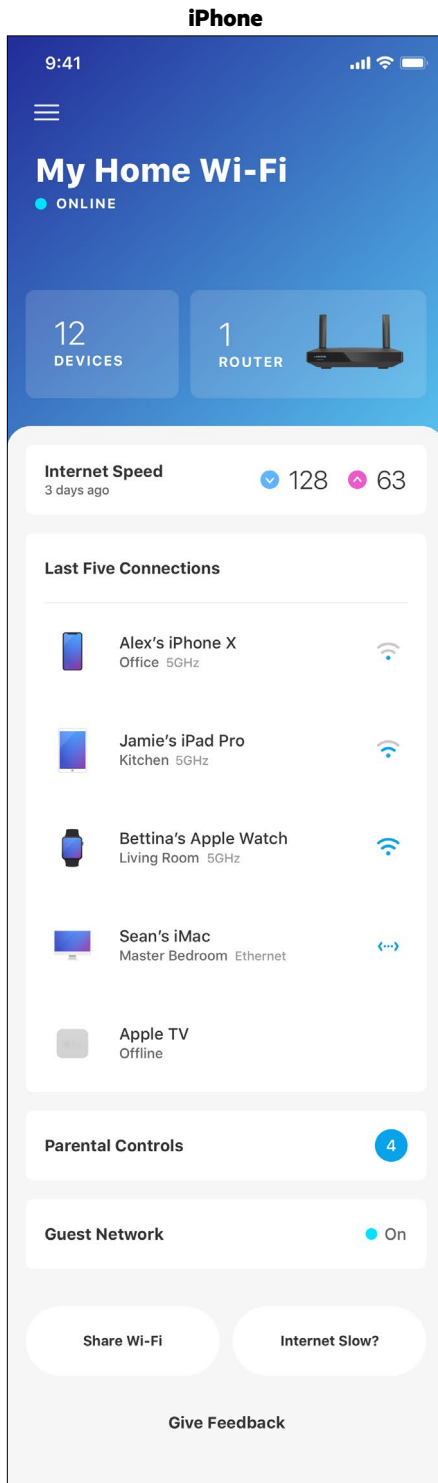 iPhone
9:41
My Home Wi-Fi
ONLINE
12
DEVICES
1
ROUTER
Internet Speed
3 days ago
128
63
Last Five Connections
Alex’s iPhone X
Office 5GHz
Jamie’s iPad Pro
Kitchen 5GHz
Bettina’s Apple Watch
Living Room 5GHz
Sean’s iMac
Master Bedroom Ethernet
Apple TV
Offline
Parental Controls
4
Guest Network
On
Share Wi-Fi
Internet Slow?
Give Feedback